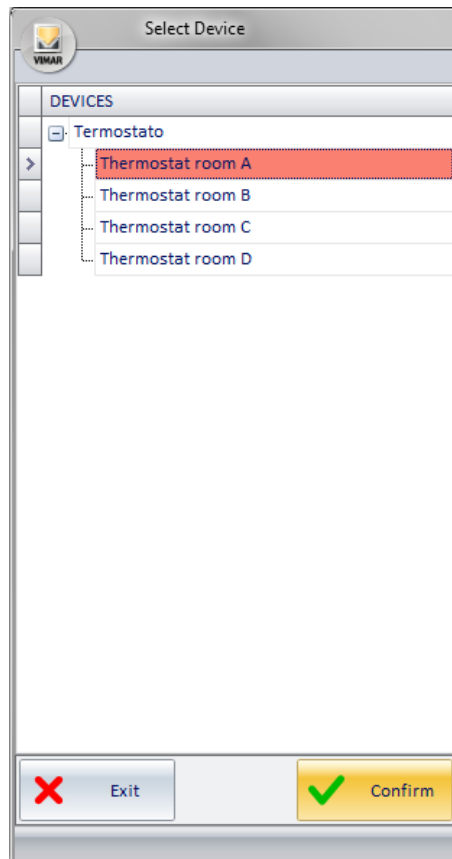 Select Device
VIMAR
DEVICES
Termostato
Thermostat room A
Thermostat room B
Thermostat room C
Thermostat room D
Exit
Confirm